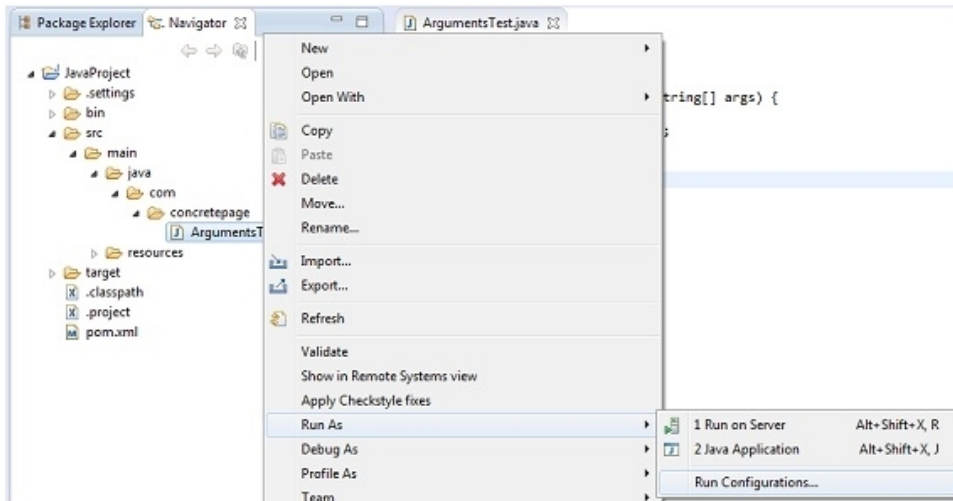 Package Explorer Navigator ArgumentsTest.java
JavaProject
.settings
bin
src
main
java
com
concretepage
ArgumentsT
resources
target
.classpath
.project
pom.xml
New
Open
Open With
Copy
Paste
Delete
Move...
Rename...
Import...
Export...
Refresh
Validate
Show in Remote Systems view
Apply Checkstyle fixes
Run As
Debug As
Profile As
Team
tring[] args) {
;
1 Run on Server Alt+Shift+X, R
2 Java Application Alt+Shift+X, J
Run Configurations...